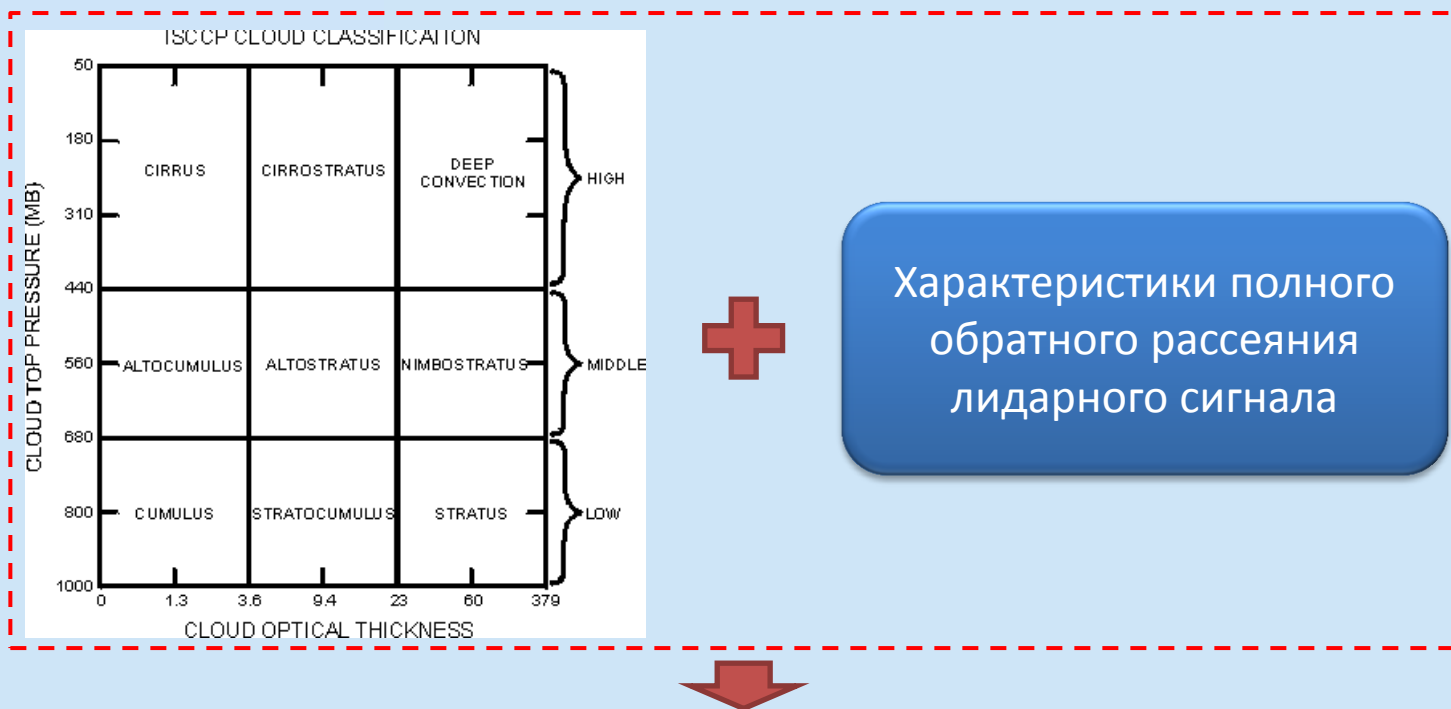 ISCCP CLOUD CLASSIFICATION
CLOUD TOP PRESSURE (MB)
50
180
310
440
560
680
800
1000
CIRRUS
CIRROSTRATUS
DEEP
CONVECTION
HIGH
ALTOCUMULUS
ALTOSTRATUS
NIMBOSTRATUS
MIDDLE
CUMULUS
STRATOCUMULUS
STRATUS
LOW
0 1.3 3.6 9.4 23 60 379
CLOUD OPTICAL THICKNESS
Характеристики полного
обратного рассеяния
лидарного сигнала